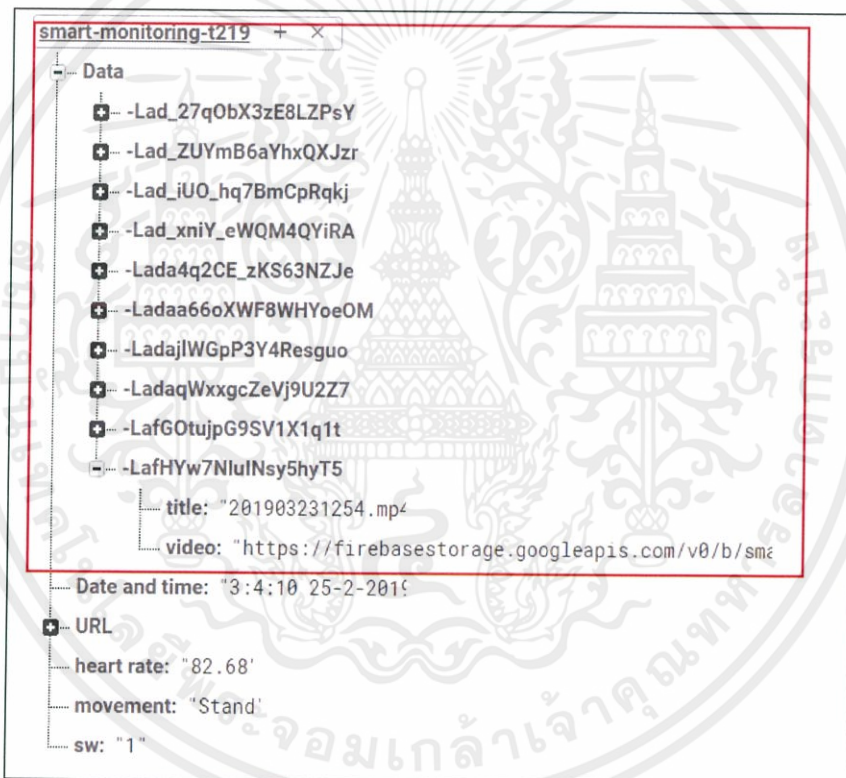 smart-monitoring-t219 + ×
Data
-Lad_27qObX3zE8LZPsY
-Lad_ZUYmB6aYhxQXJzr
-Lad_iUO_hq7BmCpRqkj
-Lad_xniY_eWQM4QYiRA
-Lada4q2CE_zKS63NZJe
-Ladaa66oXWF8WHYoeOM
-LadajlWGpP3Y4Resguo
-LadaqWxxgcZeVj9U2Z7
-LafGOtujpG9SV1X1q1t
-LafHYw7NIulNsy5hyT5
title: "201903231254.mp4
video: "https://firebasestorage.googleapis.com/v0/b/sma
Date and time: "3:4:10 25-2-2019
URL
heart rate: "82.68'
movement: "Stand'
sw: "1"